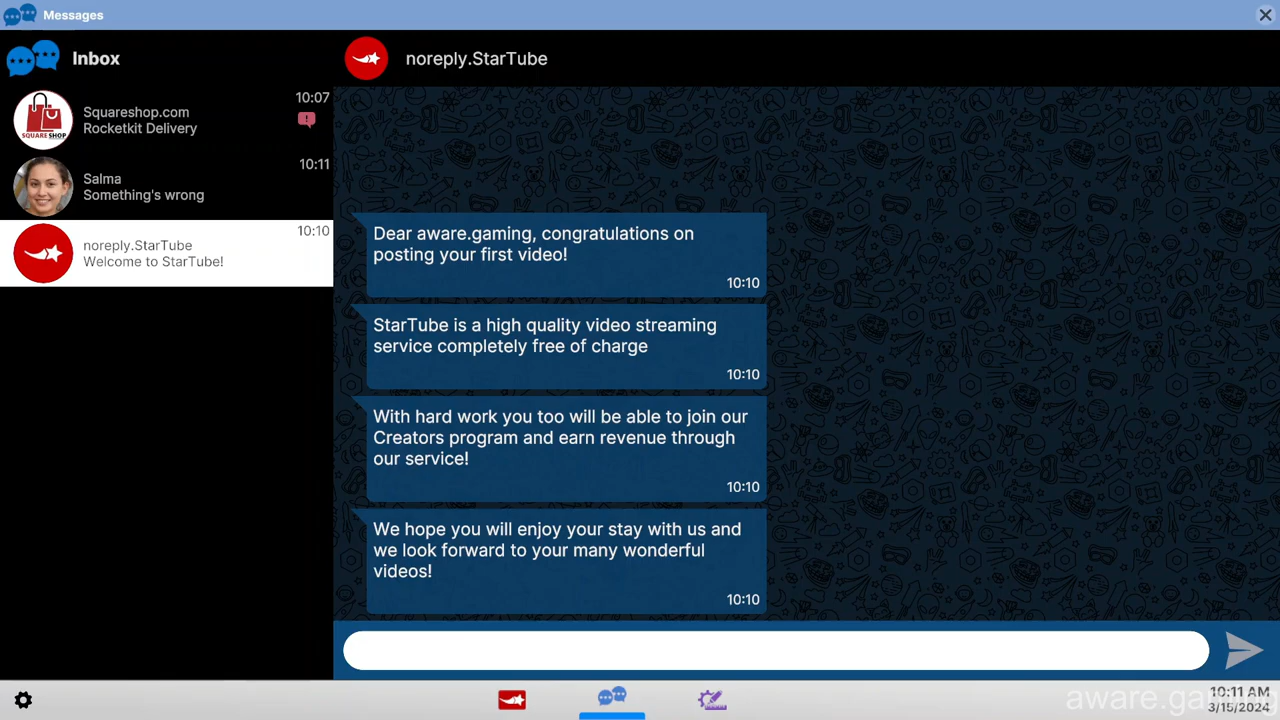 Messages
Inbox
Squareshop.com
Rocketkit Delivery
10:07
SQUARE SHOP
Salma
Something's wrong
10:11
noreply.StarTube
Welcome to StarTube!
10:10
noreply.StarTube
Dear aware.gaming, congratulations on
posting your first video!
10:10
StarTube is a high quality video streaming
service completely free of charge
10:10
With hard work you too will be able to join our
Creators program and earn revenue through
our service!
10:10
We hope you will enjoy your stay with us and
we look forward to your many wonderful
videos!
10:10
10:11 AM
3/15/2024
aware.gaming